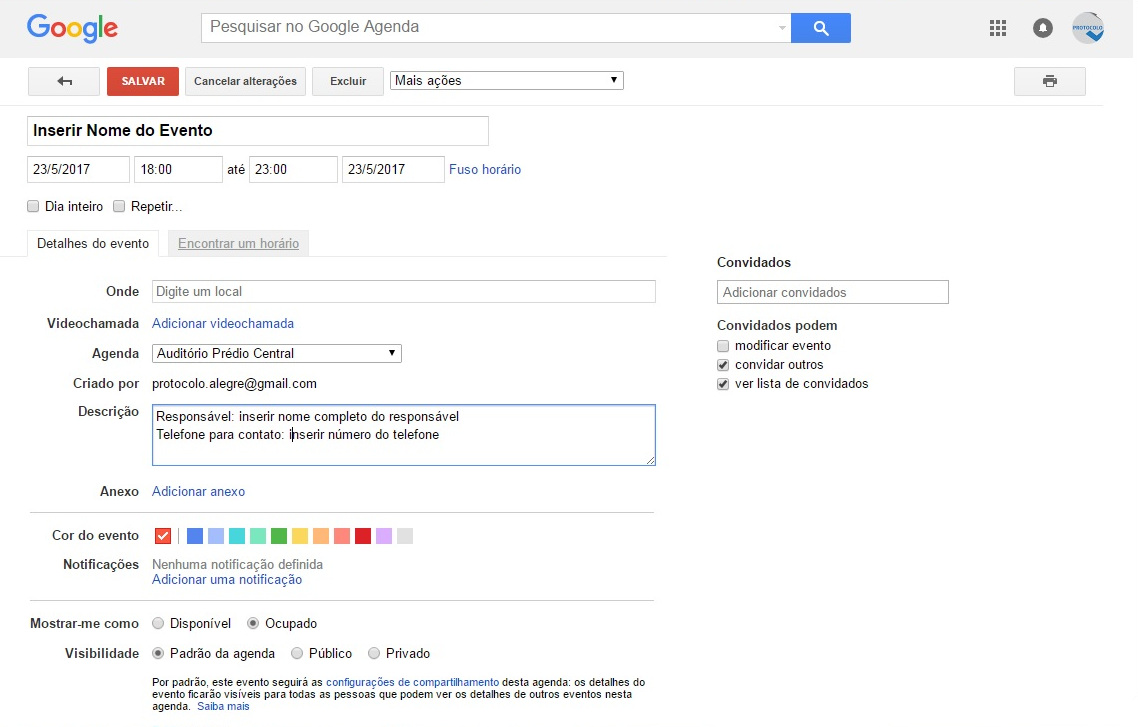 Google
Pesquisar no Google Agenda
PROTOCOLO
SALVAR
Cancelar alterações
Excluir
Mais ações
Inserir Nome do Evento
23/5/2017 18:00 até 23:00 23/5/2017 Fuso horário
Dia inteiro Repetir...
Detalhes do evento Encontrar um horário
Onde Digite um local
Videochamada Adicionar videochamada
Agenda Auditório Prédio Central
Criado por protocolo.alegre@gmail.com
Descrição Responsável: inserir nome completo do responsável
Telefone para contato: inserir número do telefone
Anexo Adicionar anexo
Cor do evento
Notificações Nenhuma notificação definida
Adicionar uma notificação
Mostrar-me como Disponível Ocupado
Visibilidade Padrão da agenda Público Privado
Por padrão, este evento seguirá as configurações de compartilhamento desta agenda: os detalhes do
evento ficarão visíveis para todas as pessoas que podem ver os detalhes de outros eventos nesta
agenda. Saiba mais
Convidados
Adicionar convidados
Convidados podem
modificar evento
convidar outros
ver lista de convidados